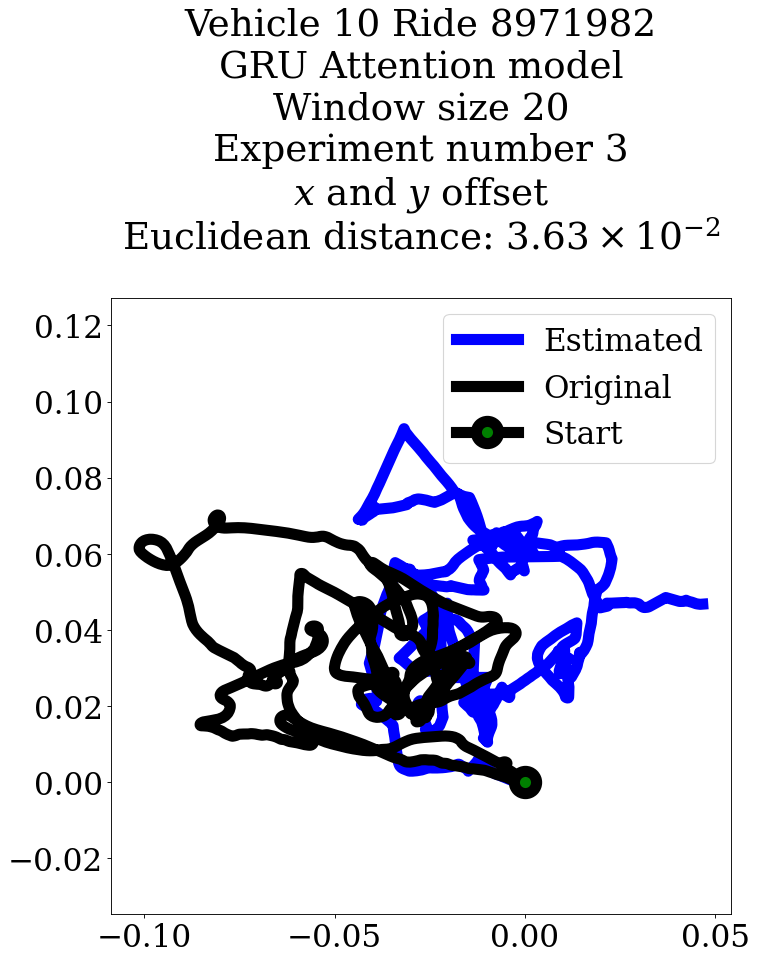 Vehicle 10 Ride 8971982
GRU Attention model
Window size 20
Experiment number 3
x and y offset
Euclidean distance: 3.63 × 10⁻²
Estimated
Original
Start
0.12
0.10
0.08
0.06
0.04
0.02
0.00
−0.02
−0.10
−0.05
0.00
0.05